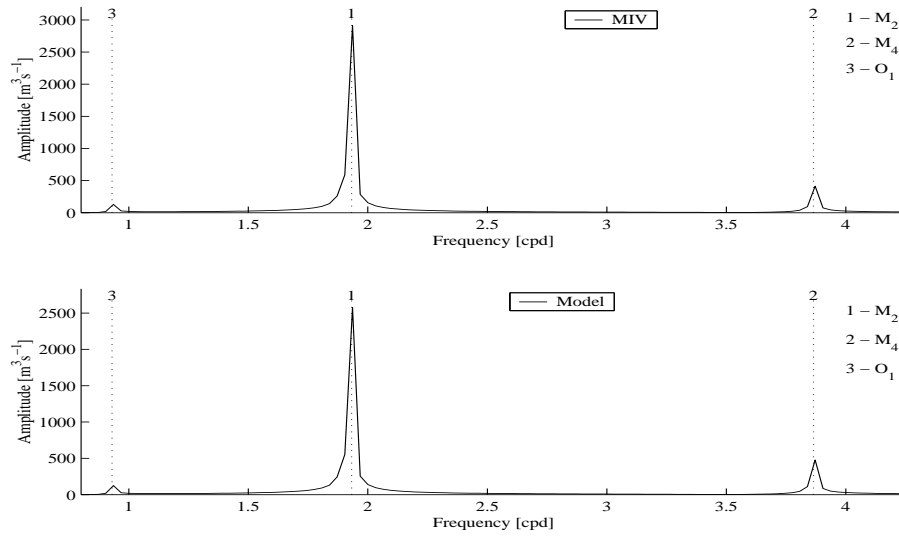 3 1 2
MIV
1 – M₂
2 – M₄
3 – O₁
Amplitude [m³s⁻¹]
3000
2500
2000
1500
1000
500
0
1 1.5 2 2.5 3 3.5 4
Frequency [cpd]
3 1 2
Model
1 – M₂
2 – M₄
3 – O₁
Amplitude [m³s⁻¹]
2500
2000
1500
1000
500
0
1 1.5 2 2.5 3 3.5 4
Frequency [cpd]